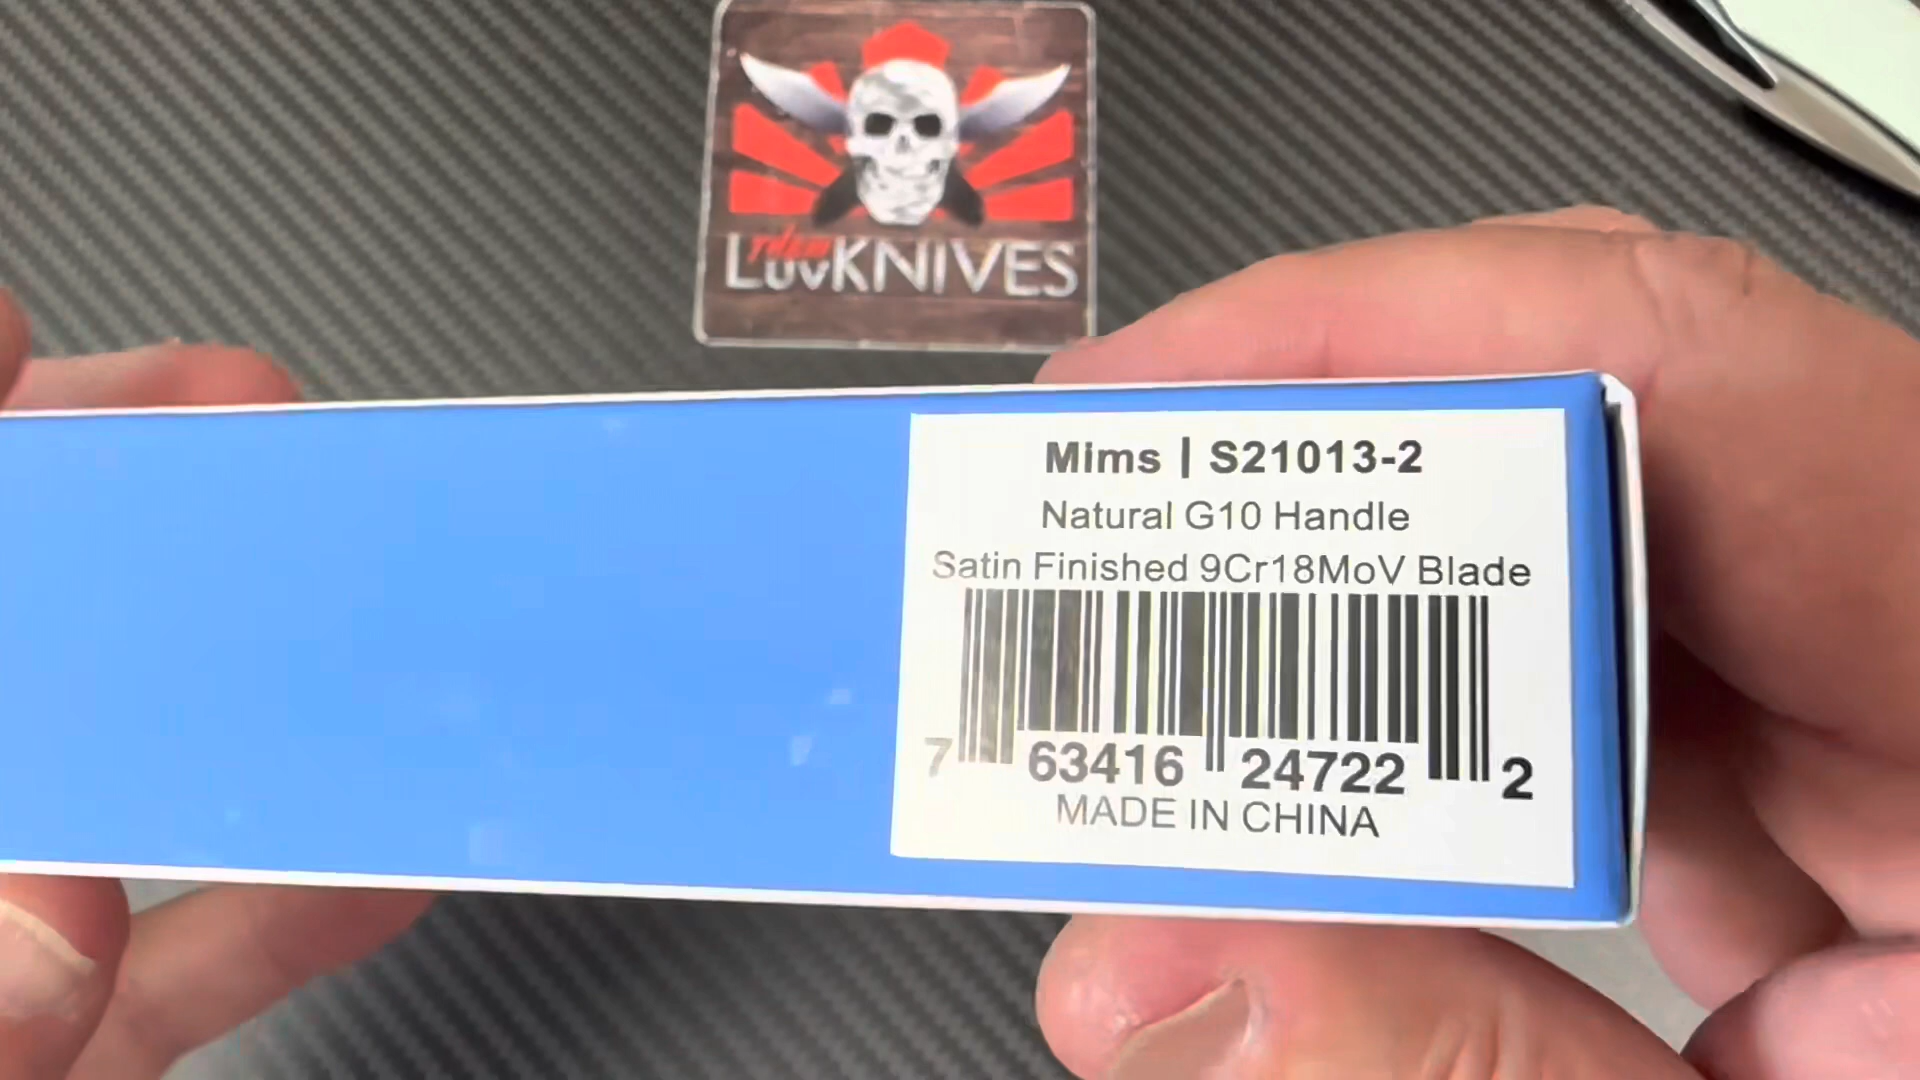 LuvKNIVES
Mims | S21013-2
Natural G10 Handle
Satin Finished 9Cr18MoV Blade
7 63416 24722 2
MADE IN CHINA